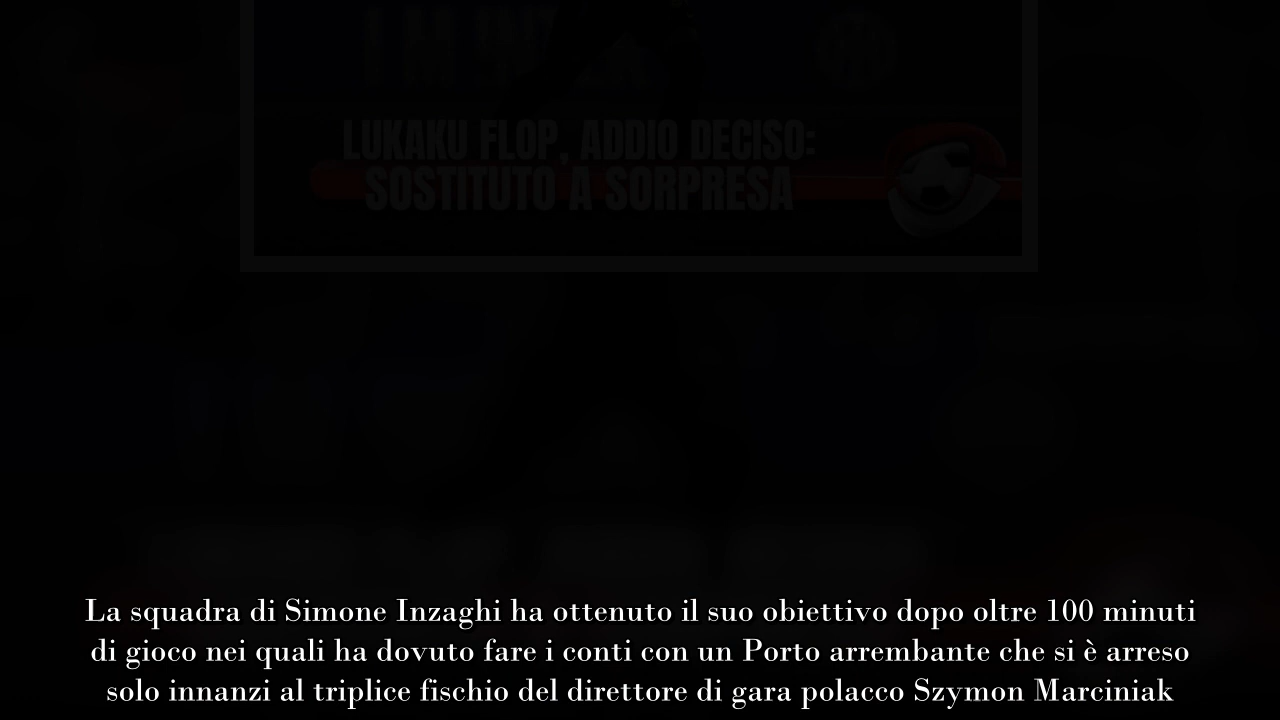 LUKAKU FLOP, ADDIO DECISO:
SOSTITUTO A SORPRESA
La squadra di Simone Inzaghi ha ottenuto il suo obiettivo dopo oltre 100 minuti
di gioco nei quali ha dovuto fare i conti con un Porto arrembante che si è arreso
solo innanzi al triplice fischio del direttore di gara polacco Szymon Marciniak